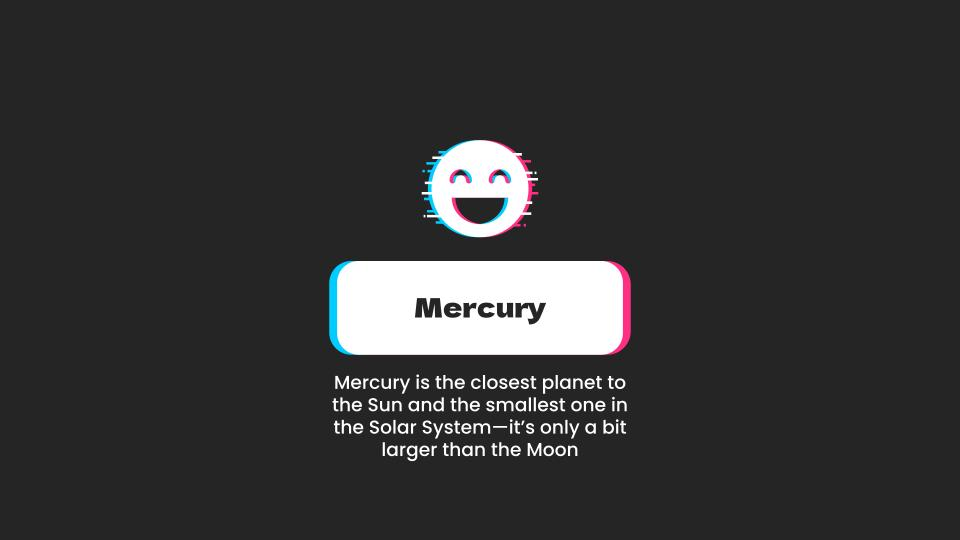 Mercury
Mercury is the closest planet to
the Sun and the smallest one in
the Solar System—it’s only a bit
larger than the Moon